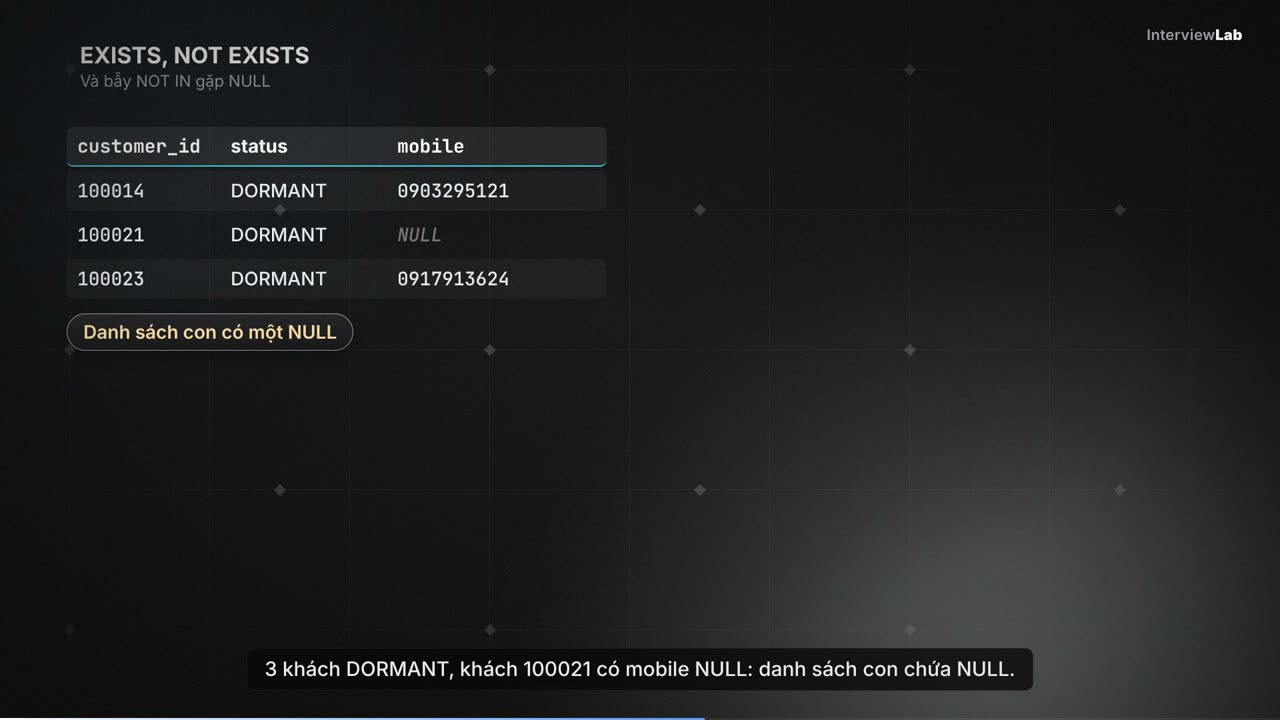 InterviewLab
EXISTS, NOT EXISTS
Và bẫy NOT IN gặp NULL
customer_id status mobile
100014 DORMANT 0903295121
100021 DORMANT NULL
100023 DORMANT 0917913624
Danh sách con có một NULL
3 khách DORMANT, khách 100021 có mobile NULL: danh sách con chứa NULL.